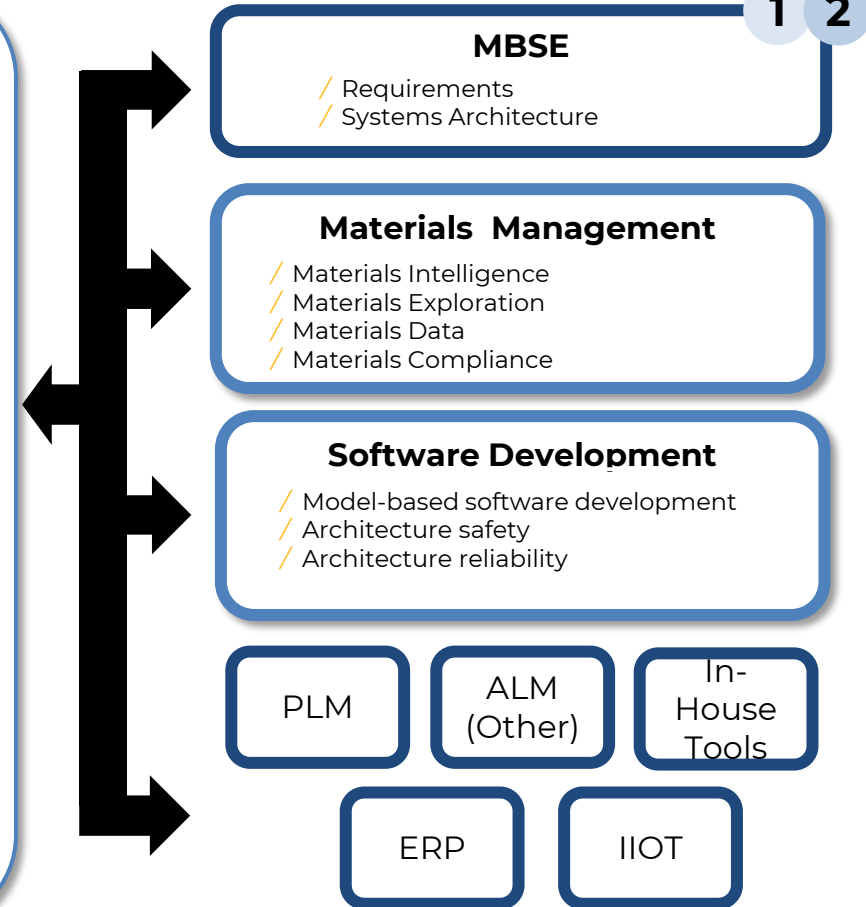 1 2
MBSE
/ Requirements
/ Systems Architecture
Materials Management
/ Materials Intelligence
/ Materials Exploration
/ Materials Data
/ Materials Compliance
Software Development
/ Model-based software development
/ Architecture safety
/ Architecture reliability
PLM
ALM
(Other)
In-
House
Tools
ERP
IIOT